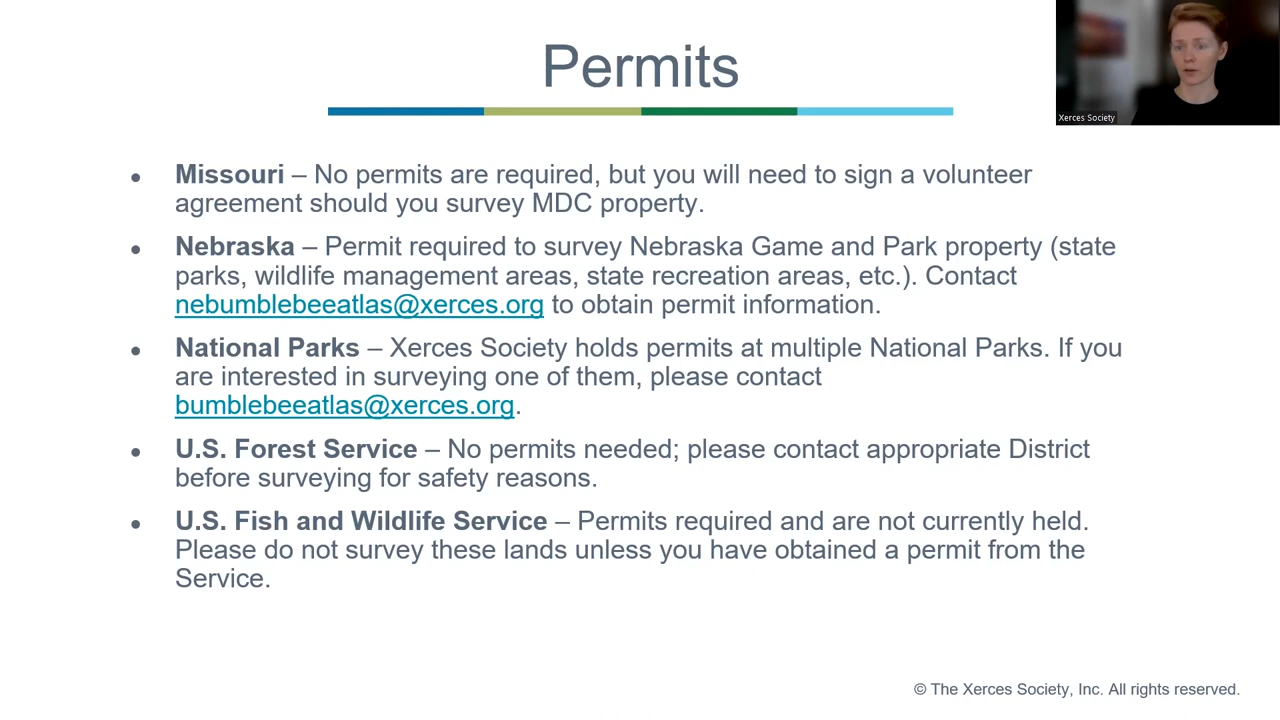 Permits
Xerces Society
• Missouri – No permits are required, but you will need to sign a volunteer
agreement should you survey MDC property.
• Nebraska – Permit required to survey Nebraska Game and Park property (state
parks, wildlife management areas, state recreation areas, etc.). Contact
nebumblebeeatlas@xerces.org to obtain permit information.
• National Parks – Xerces Society holds permits at multiple National Parks. If you
are interested in surveying one of them, please contact
bumblebeeatlas@xerces.org.
• U.S. Forest Service – No permits needed; please contact appropriate District
before surveying for safety reasons.
• U.S. Fish and Wildlife Service – Permits required and are not currently held.
Please do not survey these lands unless you have obtained a permit from the
Service.
© The Xerces Society, Inc. All rights reserved.